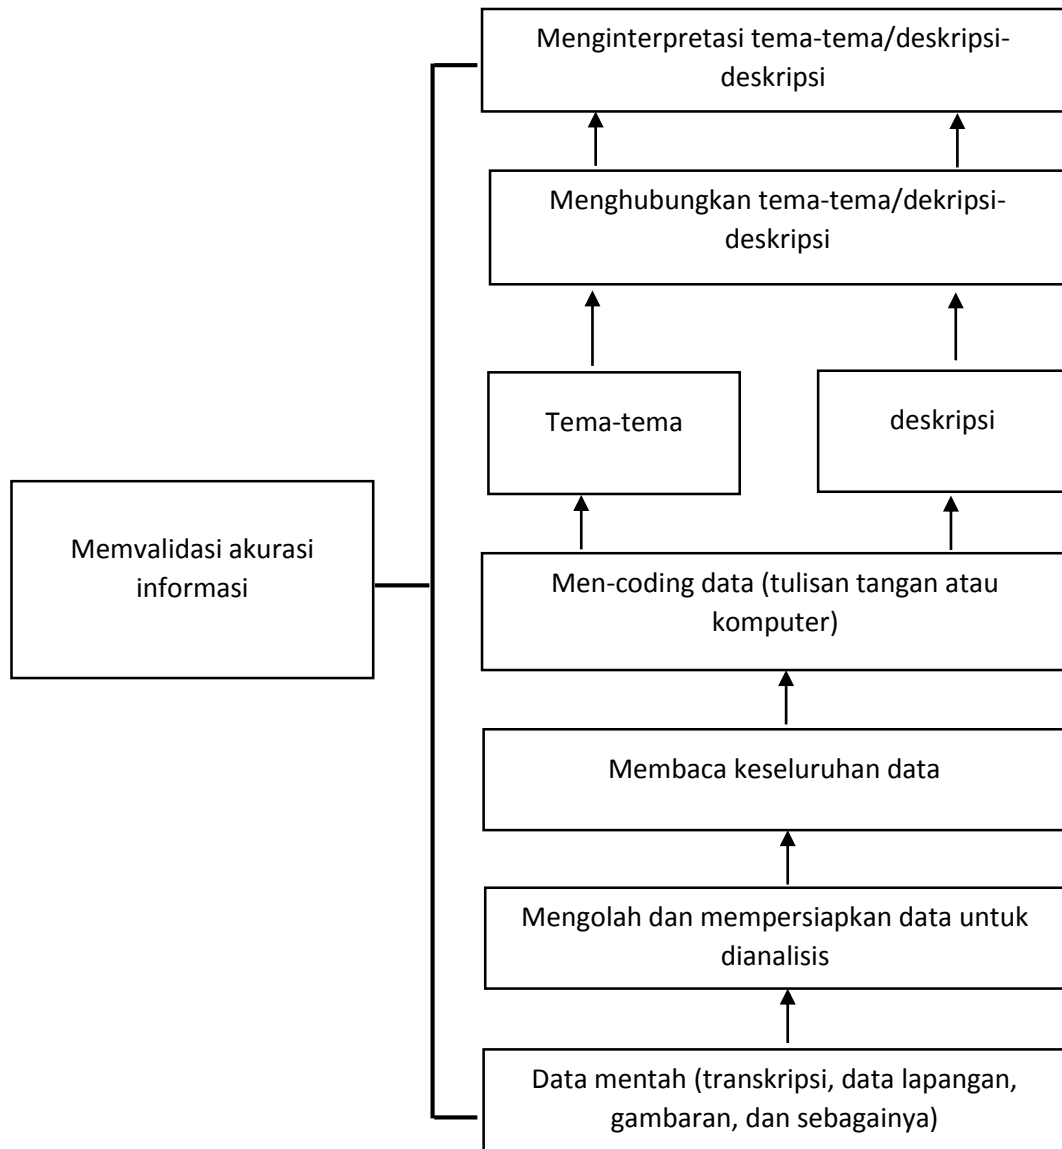 Menginterpretasi tema-tema/deskripsi-
deskripsi
Menghubungkan tema-tema/dekripsi-
deskripsi
Tema-tema
deskripsi
Memvalidasi akurasi
informasi
Men-coding data (tulisan tangan atau
komputer)
Membaca keseluruhan data
Mengolah dan mempersiapkan data untuk
dianalisis
Data mentah (transkripsi, data lapangan,
gambaran, dan sebagainya)